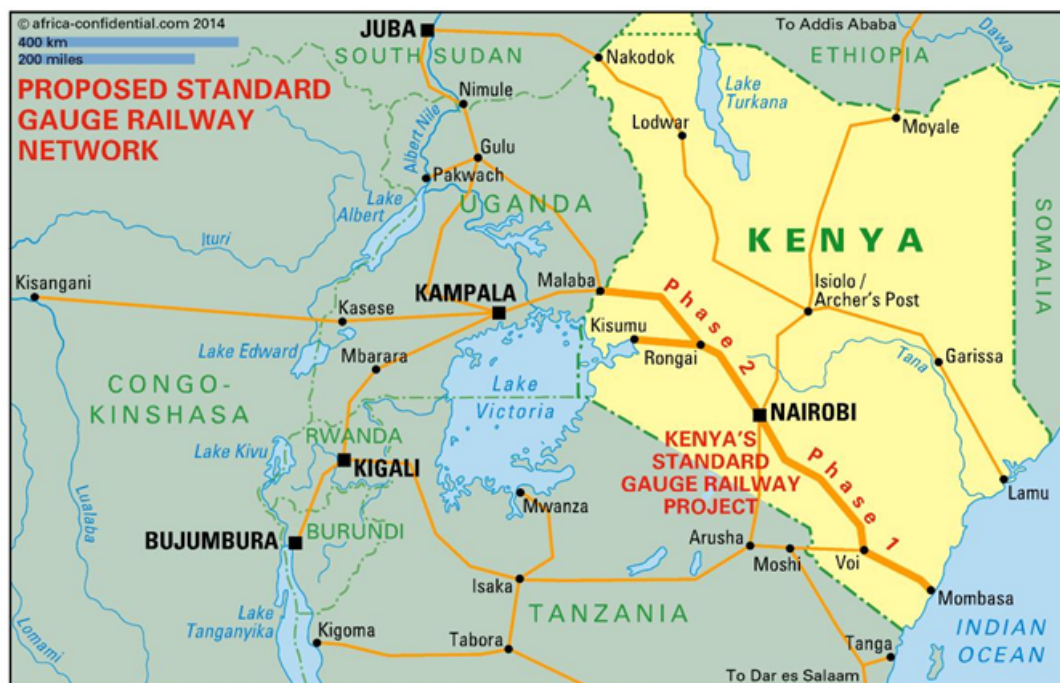 © africa-confidential.com 2014
400 km
200 miles
PROPOSED STANDARD
GAUGE RAILWAY
NETWORK
JUBA
SOUTH SUDAN
Nakodok
To Addis Ababa
ETHIOPIA
Dawa
Lake
Turkana
Nimule
Albert Nile
Lodwar
Moyale
Gulu
Pakwach
UGANDA
Lake
Albert
SOMALIA
KENYA
Ituri
Kisangani
Malaba
KAMPALA
Kasese
Isiolo /
Archer's Post
Phase 2
Kisumu
Rongai
Lake Edward
Mbarara
Garissa
Tana
CONGO-
KINSHASA
Lake
Victoria
NAIROBI
RWANDA
Lake Kivu
KIGALI
KENYA'S
STANDARD
GAUGE RAILWAY
PROJECT
Phase 1
Lamu
Lualaba
Mwanza
BUJUMBURA
BURUNDI
Arusha
Moshi
Voi
Isaka
Mombasa
TANZANIA
Lake
Tanganyika
Kigoma
Tabora
Lomami
Tanga
INDIAN
OCEAN
To Dar es Salaam